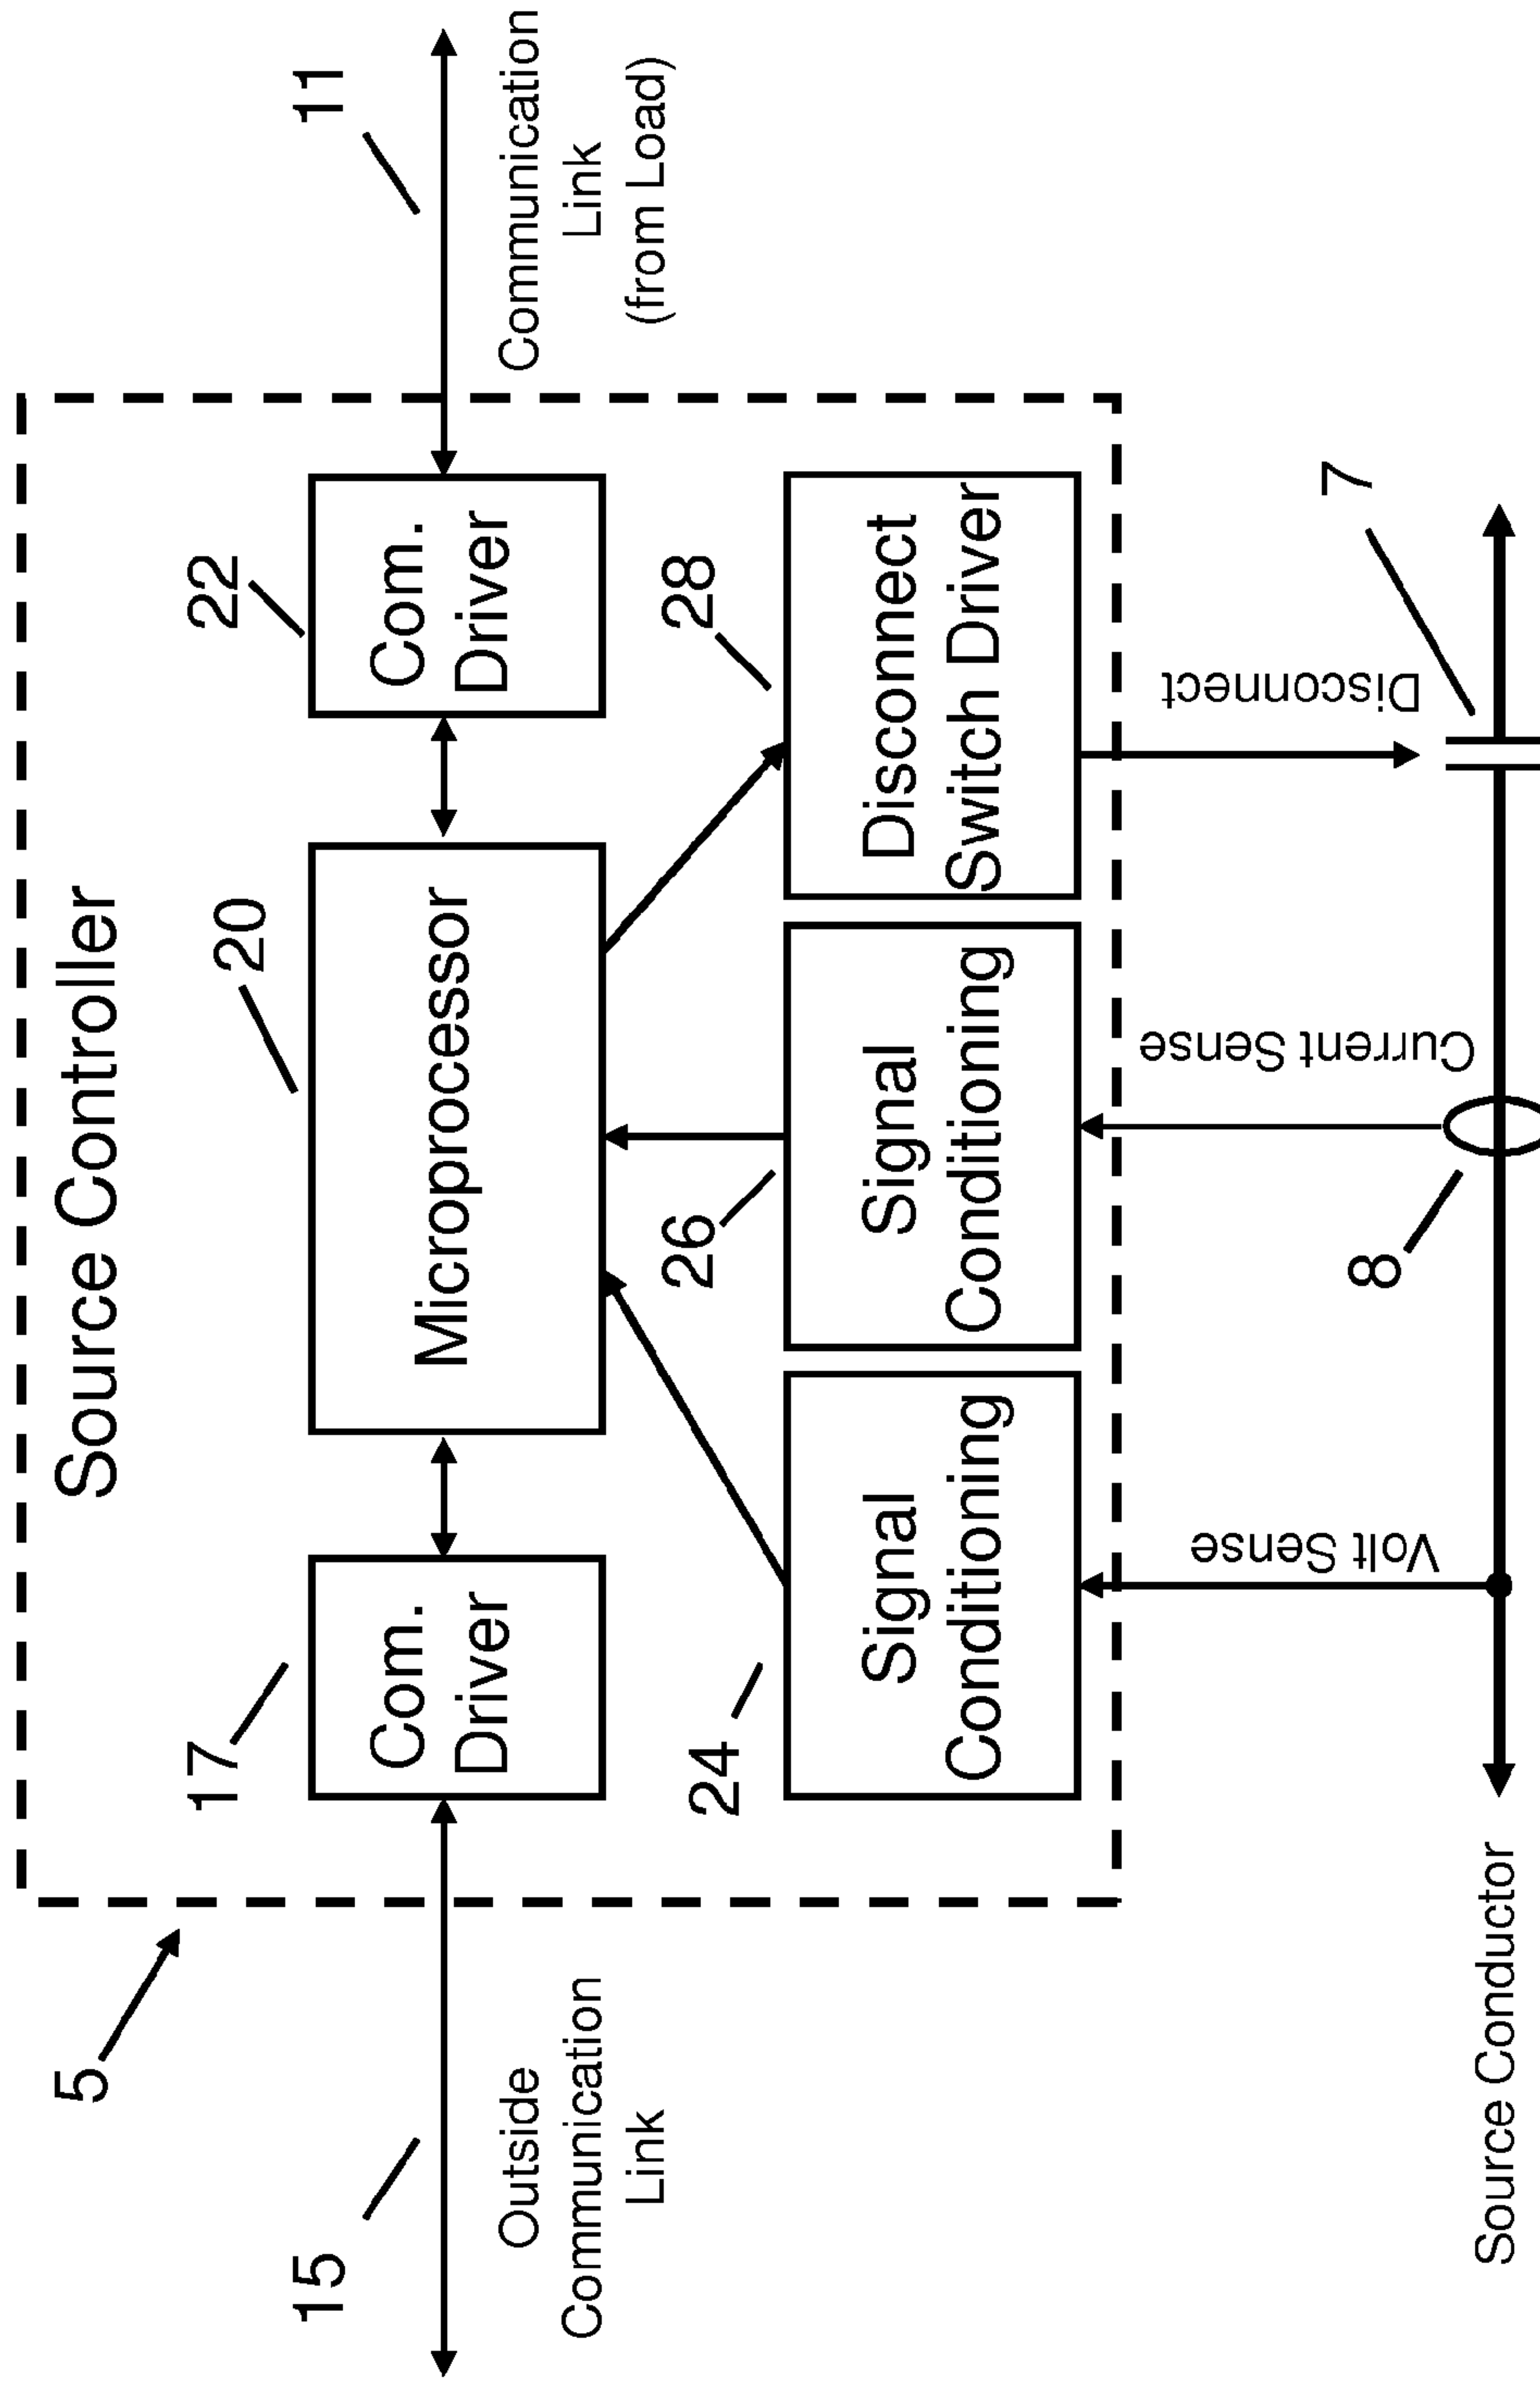 Source Controller
5
15
Outside
Communication
Link
17
Com.
Driver
20
Microprocessor
22
Com.
Driver
11
Communication
Link
(from Load)
24
Signal
Conditioning
26
Signal
Conditioning
28
Disconnect
Switch Driver
Volt Sense
Current Sense
Disconnect
8
7
Source Conductor